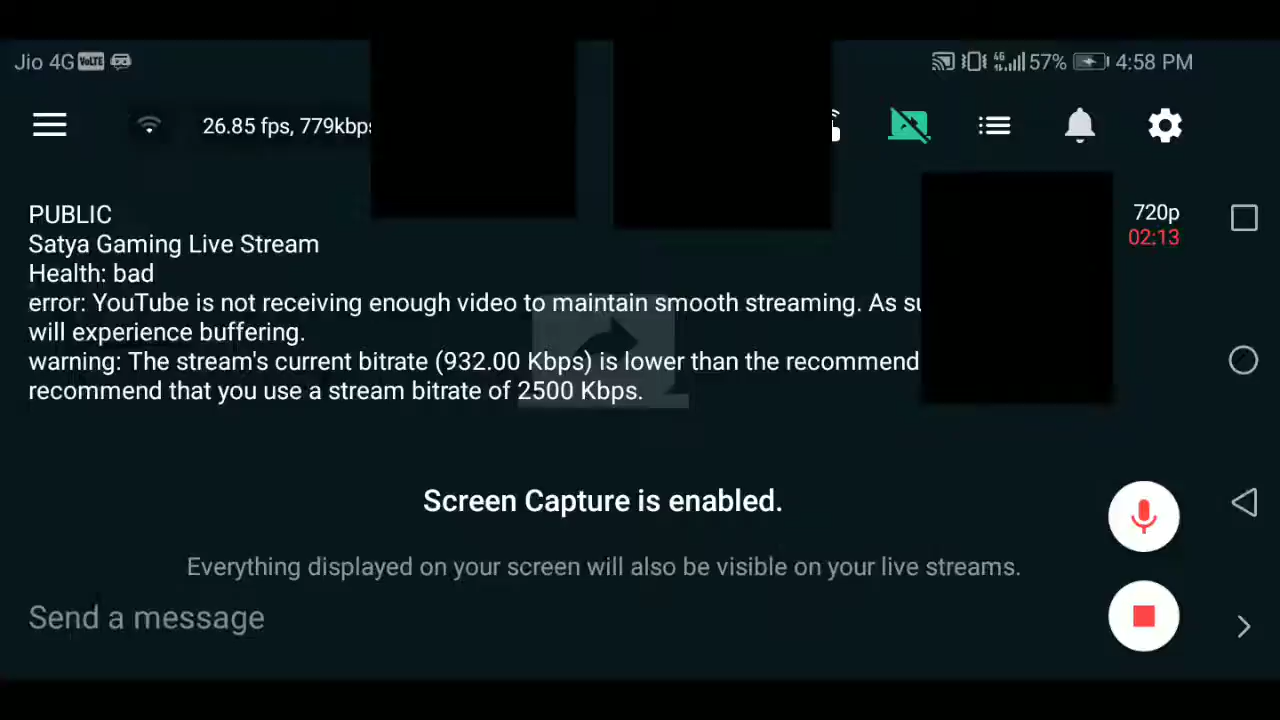 Jio 4G VoLTE 4G 57% 4:58 PM
26.85 fps, 779kbps
PUBLIC
720p
Satya Gaming Live Stream
02:13
Health: bad
error: YouTube is not receiving enough video to maintain smooth streaming. As
will experience buffering.
warning: The stream's current bitrate (932.00 Kbps) is lower than the recommend
recommend that you use a stream bitrate of 2500 Kbps.
Screen Capture is enabled.
Everything displayed on your screen will also be visible on your live streams.
Send a message